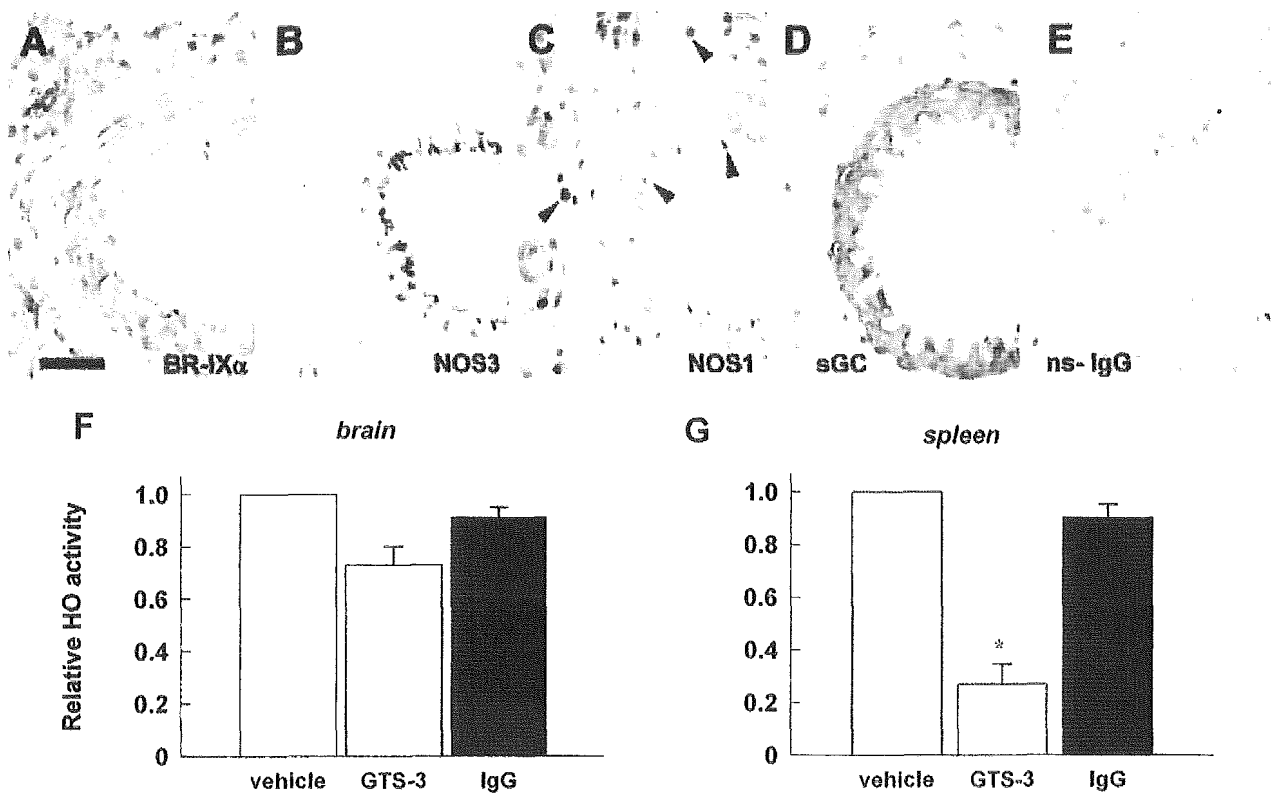 A
B
C
D
E
BR-IXα
NOS3
NOS1
sGC
ns- IgG
F
brain
Relative HO activity
1.0
0.8
0.6
0.4
0.2
0
vehicle
GTS-3
IgG
G
spleen
1.0
0.8
0.6
0.4
0.2
0
*
vehicle
GTS-3
IgG